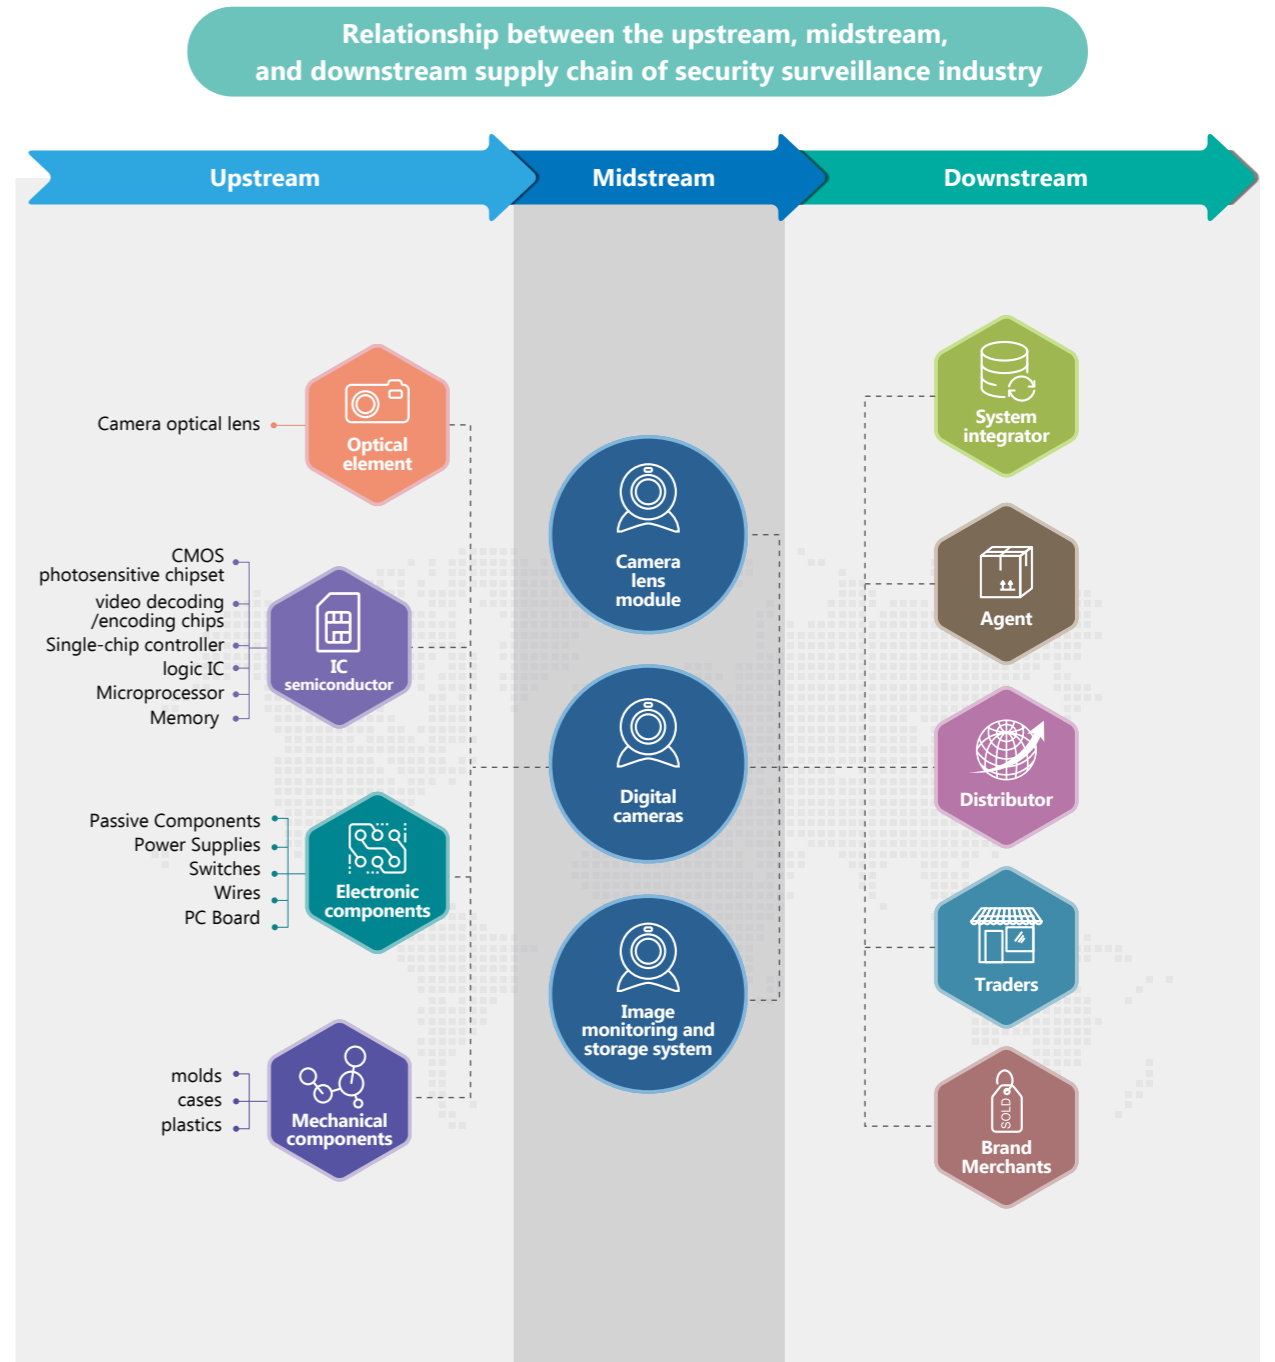 Relationship between the upstream, midstream,
and downstream supply chain of security surveillance industry
Upstream
Midstream
Downstream
Camera optical lens
Optical
element
CMOS
photosensitive chipset
video decoding
/encoding chips
Single-chip controller
logic IC
Microprocessor
Memory
IC
semiconductor
Passive Components
Power Supplies
Switches
Wires
PC Board
Electronic
components
molds
cases
plastics
Mechanical
components
Camera
lens
module
Digital
cameras
Image
monitoring and
storage system
System
integrator
Agent
Distributor
Traders
SOLD
Brand
Merchants